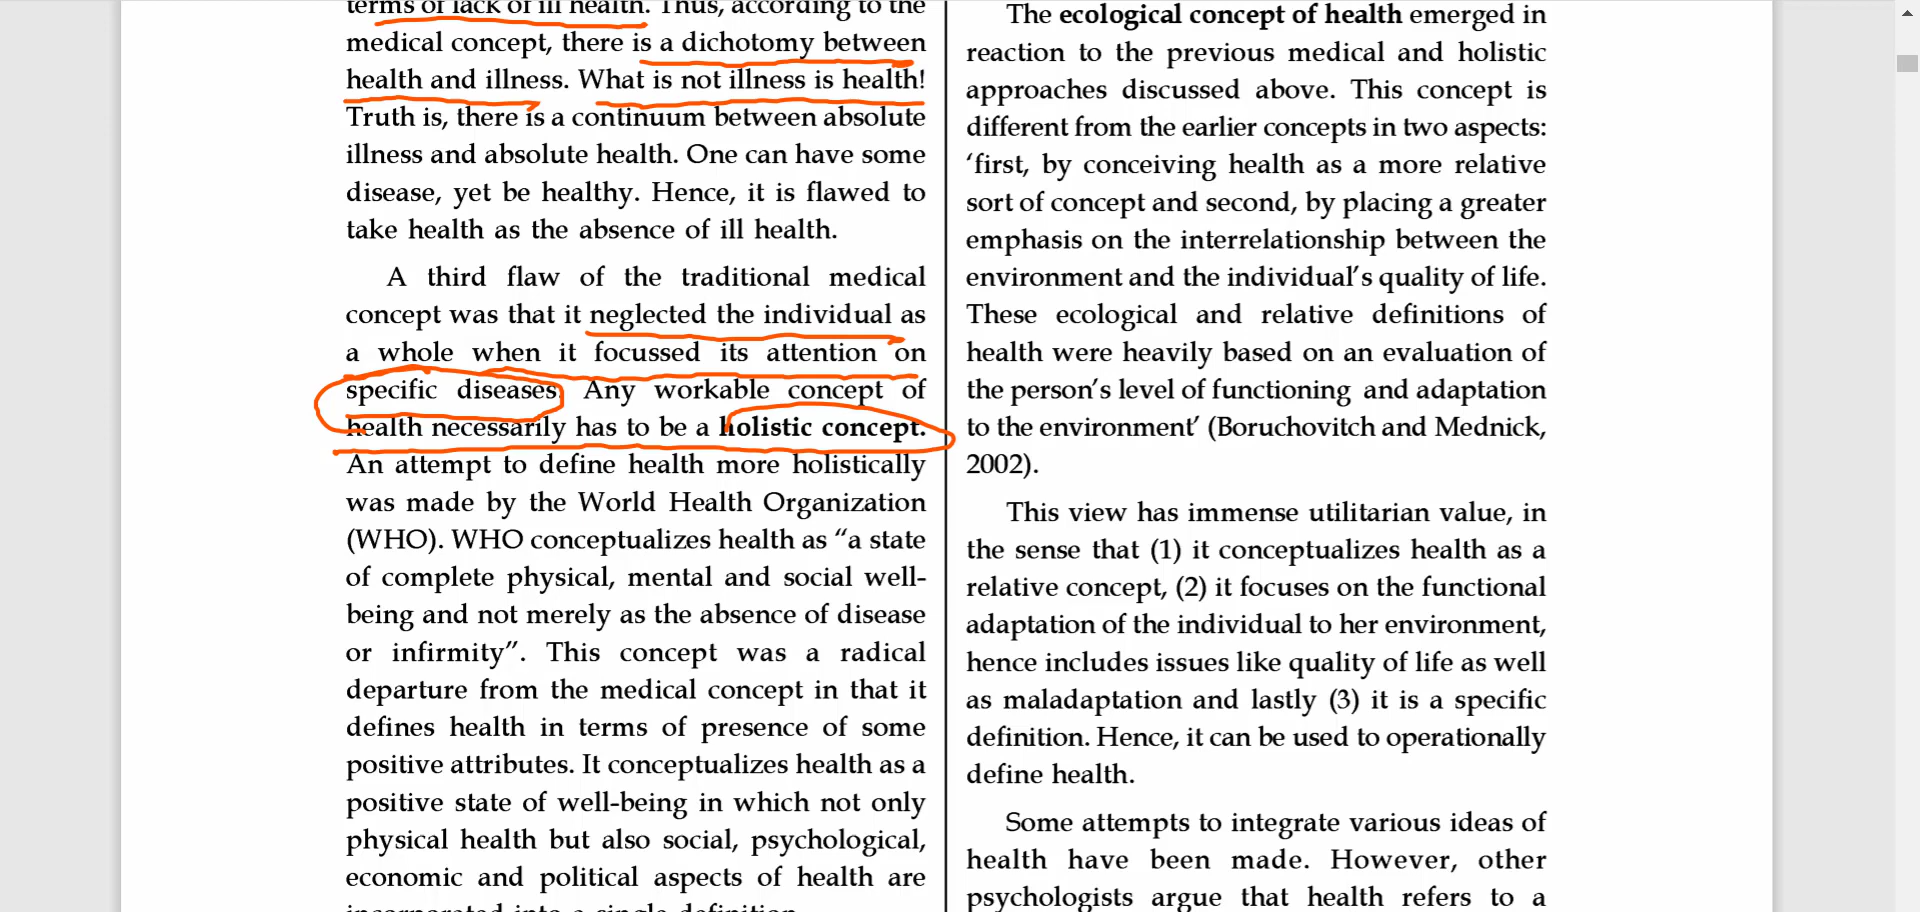 terms of lack of ill health. Thus, according to the
medical concept, there is a dichotomy between
health and illness. What is not illness is health!
Truth is, there is a continuum between absolute
illness and absolute health. One can have some
disease, yet be healthy. Hence, it is flawed to
take health as the absence of ill health.
A third flaw of the traditional medical
concept was that it neglected the individual as
a whole when it focussed its attention on
specific diseases. Any workable concept of
health necessarily has to be a holistic concept.
An attempt to define health more holistically
was made by the World Health Organization
(WHO). WHO conceptualizes health as “a state
of complete physical, mental and social well-
being and not merely as the absence of disease
or infirmity”. This concept was a radical
departure from the medical concept in that it
defines health in terms of presence of some
positive attributes. It conceptualizes health as a
positive state of well-being in which not only
physical health but also social, psychological,
economic and political aspects of health are
incorporated into a single definition.
The ecological concept of health emerged in
reaction to the previous medical and holistic
approaches discussed above. This concept is
different from the earlier concepts in two aspects:
‘first, by conceiving health as a more relative
sort of concept and second, by placing a greater
emphasis on the interrelationship between the
environment and the individual’s quality of life.
These ecological and relative definitions of
health were heavily based on an evaluation of
the person’s level of functioning and adaptation
to the environment’ (Boruchovitch and Mednick,
2002).
This view has immense utilitarian value, in
the sense that (1) it conceptualizes health as a
relative concept, (2) it focuses on the functional
adaptation of the individual to her environment,
hence includes issues like quality of life as well
as maladaptation and lastly (3) it is a specific
definition. Hence, it can be used to operationally
define health.
Some attempts to integrate various ideas of
health have been made. However, other
psychologists argue that health refers to a